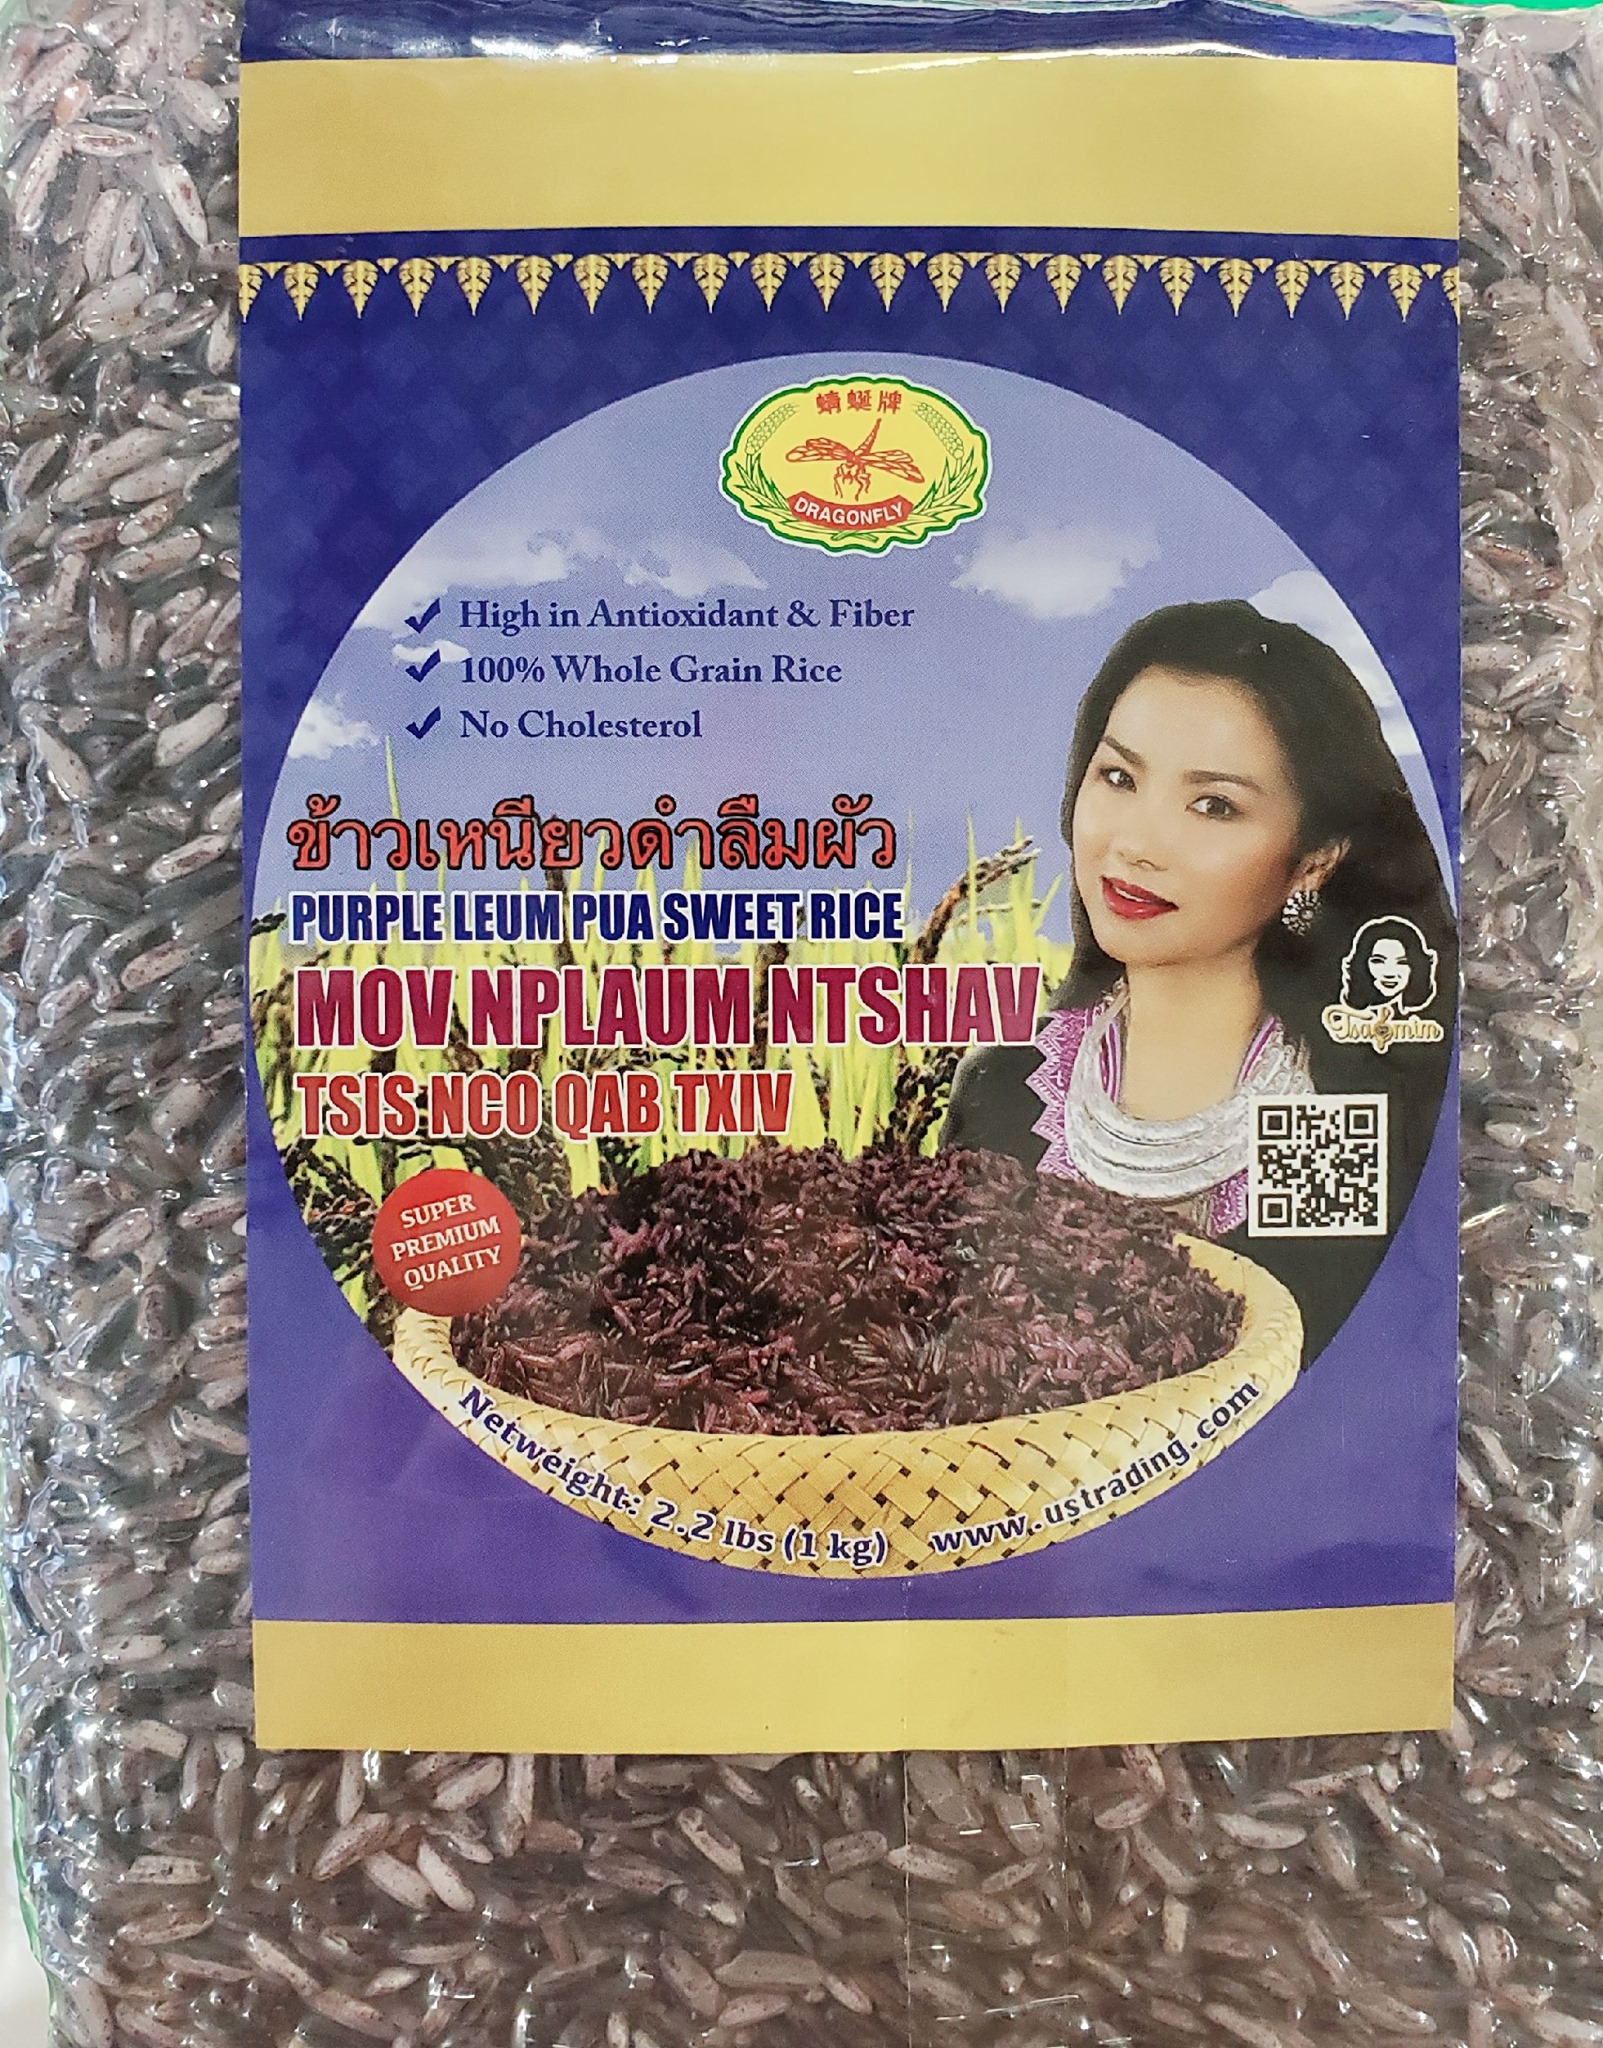 蜻蜓牌
DRAGONFLY
High in Antioxidant & Fiber
100% Whole Grain Rice
No Cholesterol
ข้าวเหนียวดำลืมผัว
PURPLE LEUM PUA SWEET RICE
MOV NPLAUM NTSHAV
TSIS NCO QAB TXIV
Tsabmim
SUPER
PREMIUM
QUALITY
Netweight: 2.2 lbs (1 kg) www.ustrading.com